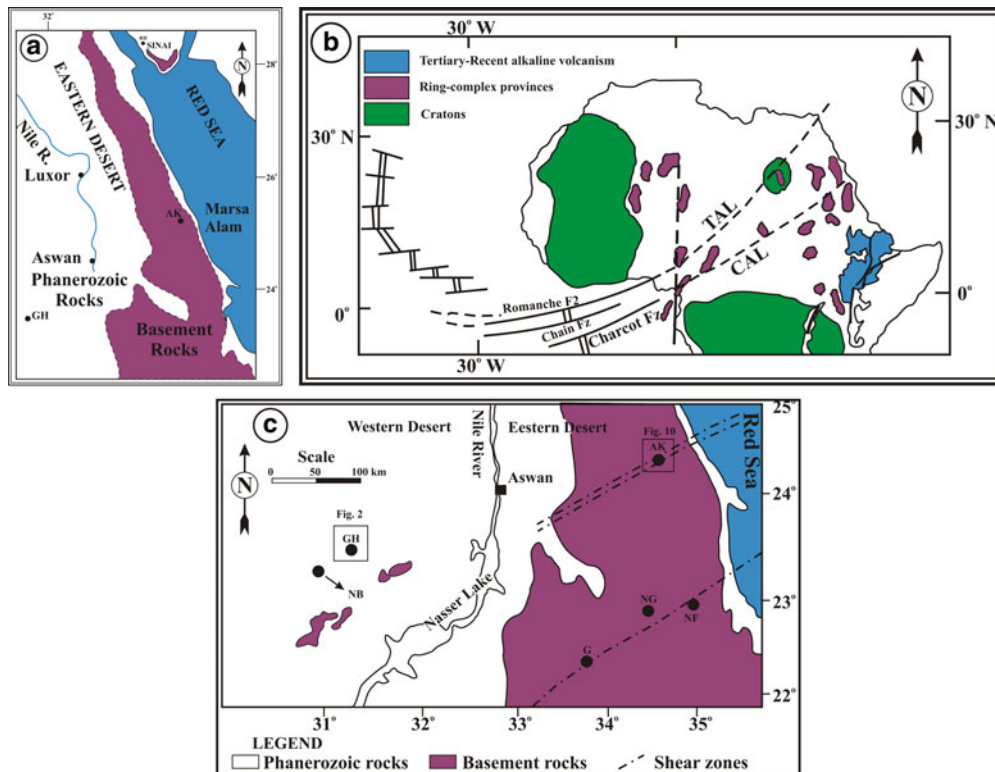 a
32°
SINAI
N
28°
EASTERN DESERT
RED SEA
Nile R.
Luxor
26°
AK
Marsa
Alam
Aswan
Phanerozoic
Rocks
24°
GH
Basement
Rocks
b
30° W
Tertiary-Recent alkaline volcanism
Ring-complex provinces
Cratons
N
30° N
30° N
TAL
CAL
0°
0°
Romanche F2
Chain Fz
Charcot Fz
30° W
c
Western Desert
Nile River
Eestern Desert
25°
Fig. 10
AK
Red Sea
N
Scale
0 50 100 km
Aswan
24°
Fig. 2
GH
NB
Nasser Lake
23°
NG
NF
G
22°
31° 32° 33° 34° 35°
LEGEND
Phanerozoic rocks Basement rocks Shear zones